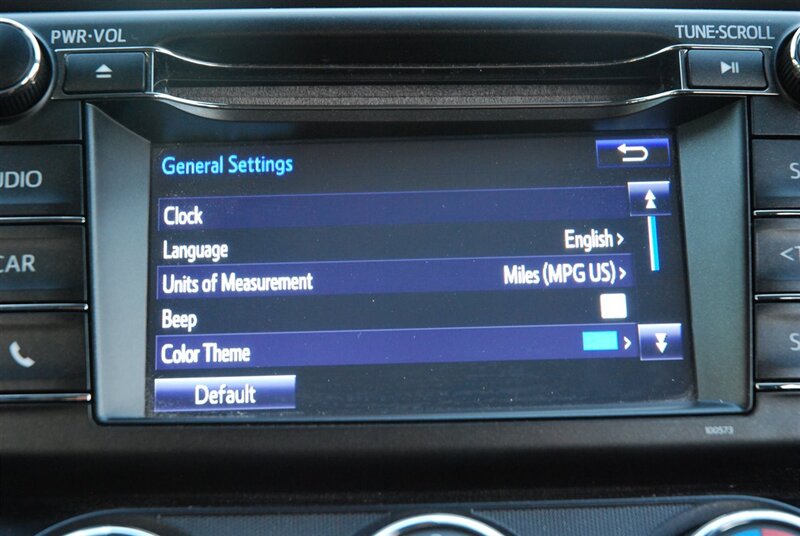 PWR·VOL
TUNE·SCROLL
General Settings
UDIO
S
Clock
Language English >
CAR
<T
Units of Measurement Miles (MPG US) >
Beep
S
Color Theme >
Default
100573